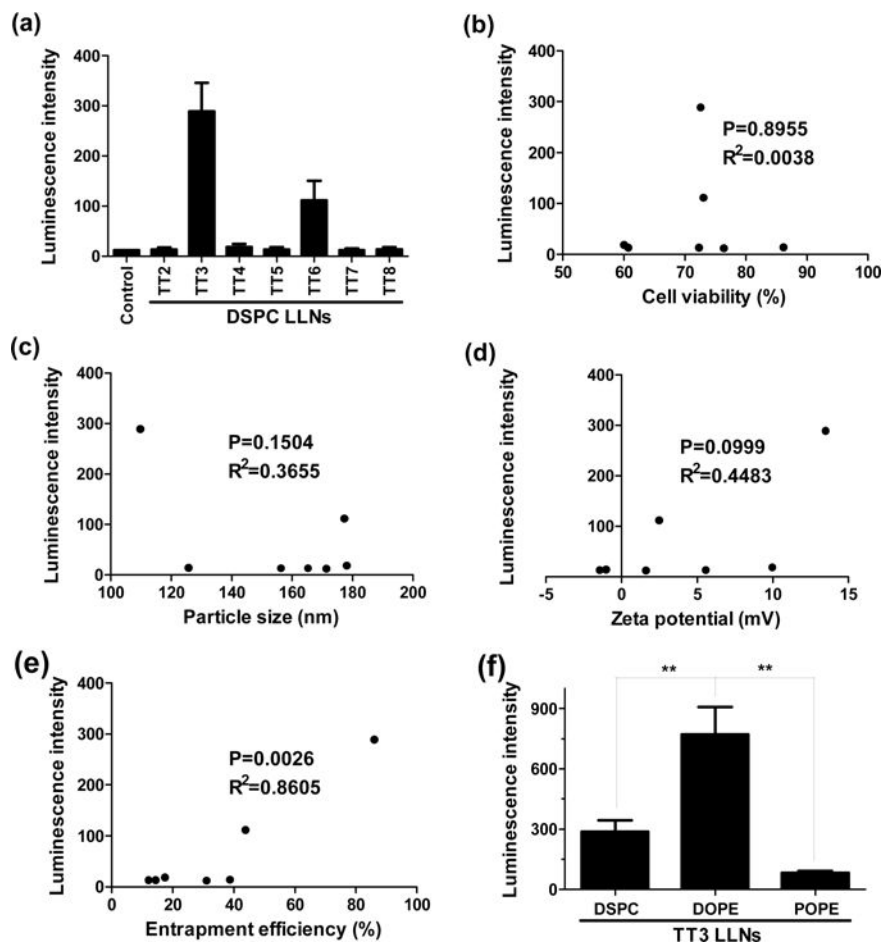 (a)
Luminescence intensity
400
300
200
100
0
Control
TT2
TT3
TT4
TT5
TT6
TT7
TT8
DSPC LLNs
(b)
Luminescence intensity
400
300
200
100
0
P=0.8955
R²=0.0038
50 60 70 80 90 100
Cell viability (%)
(c)
Luminescence intensity
400
300
200
100
0
P=0.1504
R²=0.3655
100 120 140 160 180 200
Particle size (nm)
(d)
Luminescence intensity
400
300
200
100
P=0.0999
R²=0.4483
-5 0 5 10 15
Zeta potential (mV)
(e)
Luminescence intensity
400
300
200
100
0
P=0.0026
R²=0.8605
0 20 40 60 80 100
Entrapment efficiency (%)
(f)
** **
Luminescence intensity
900
600
300
0
DSPC DOPE POPE
TT3 LLNs